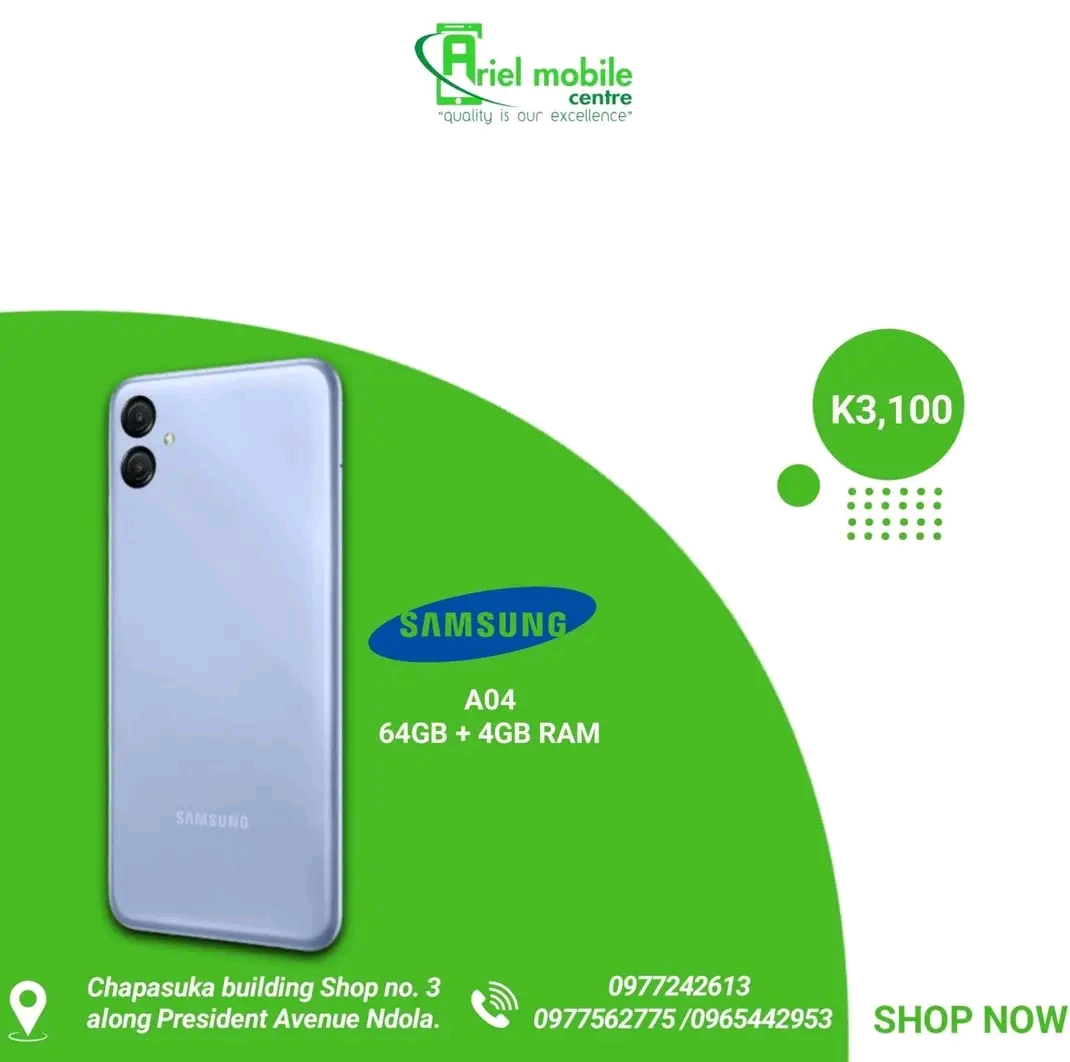 Ariel mobile
centre
"quality is our excellence"
K3,100
SAMSUNG
A04
64GB + 4GB RAM
SAMSUNG
Chapasuka building Shop no. 3
along President Avenue Ndola.
0977242613
0977562775 /0965442953
SHOP NOW